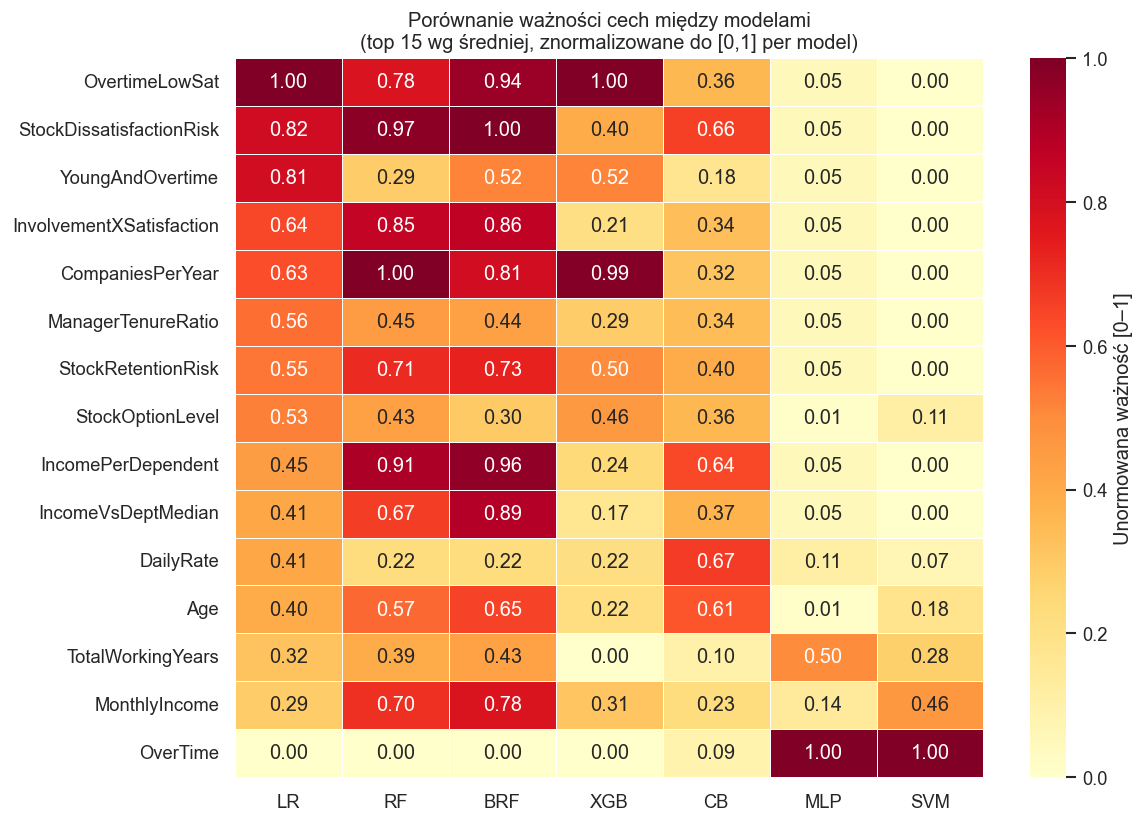 Porównanie ważności cech między modelami
(top 15 wg średniej, znormalizowane do [0,1] per model)
OvertimeLowSat 1.00 0.78 0.94 1.00 0.36 0.05 0.00
StockDissatisfactionRisk 0.82 0.97 1.00 0.40 0.66 0.05 0.00
YoungAndOvertime 0.81 0.29 0.52 0.52 0.18 0.05 0.00
InvolvementXSatisfaction 0.64 0.85 0.86 0.21 0.34 0.05 0.00
CompaniesPerYear 0.63 1.00 0.81 0.99 0.32 0.05 0.00
ManagerTenureRatio 0.56 0.45 0.44 0.29 0.34 0.05 0.00
StockRetentionRisk 0.55 0.71 0.73 0.50 0.40 0.05 0.00
StockOptionLevel 0.53 0.43 0.30 0.46 0.36 0.01 0.11
IncomePerDependent 0.45 0.91 0.96 0.24 0.64 0.05 0.00
IncomeVsDeptMedian 0.41 0.67 0.89 0.17 0.37 0.05 0.00
DailyRate 0.41 0.22 0.22 0.22 0.67 0.11 0.07
Age 0.40 0.57 0.65 0.22 0.61 0.01 0.18
TotalWorkingYears 0.32 0.39 0.43 0.00 0.10 0.50 0.28
MonthlyIncome 0.29 0.70 0.78 0.31 0.23 0.14 0.46
OverTime 0.00 0.00 0.00 0.00 0.09 1.00 1.00
LR RF BRF XGB CB MLP SVM
1.0
0.8
0.6
0.4
0.2
0.0
Unormowana ważność [0–1]